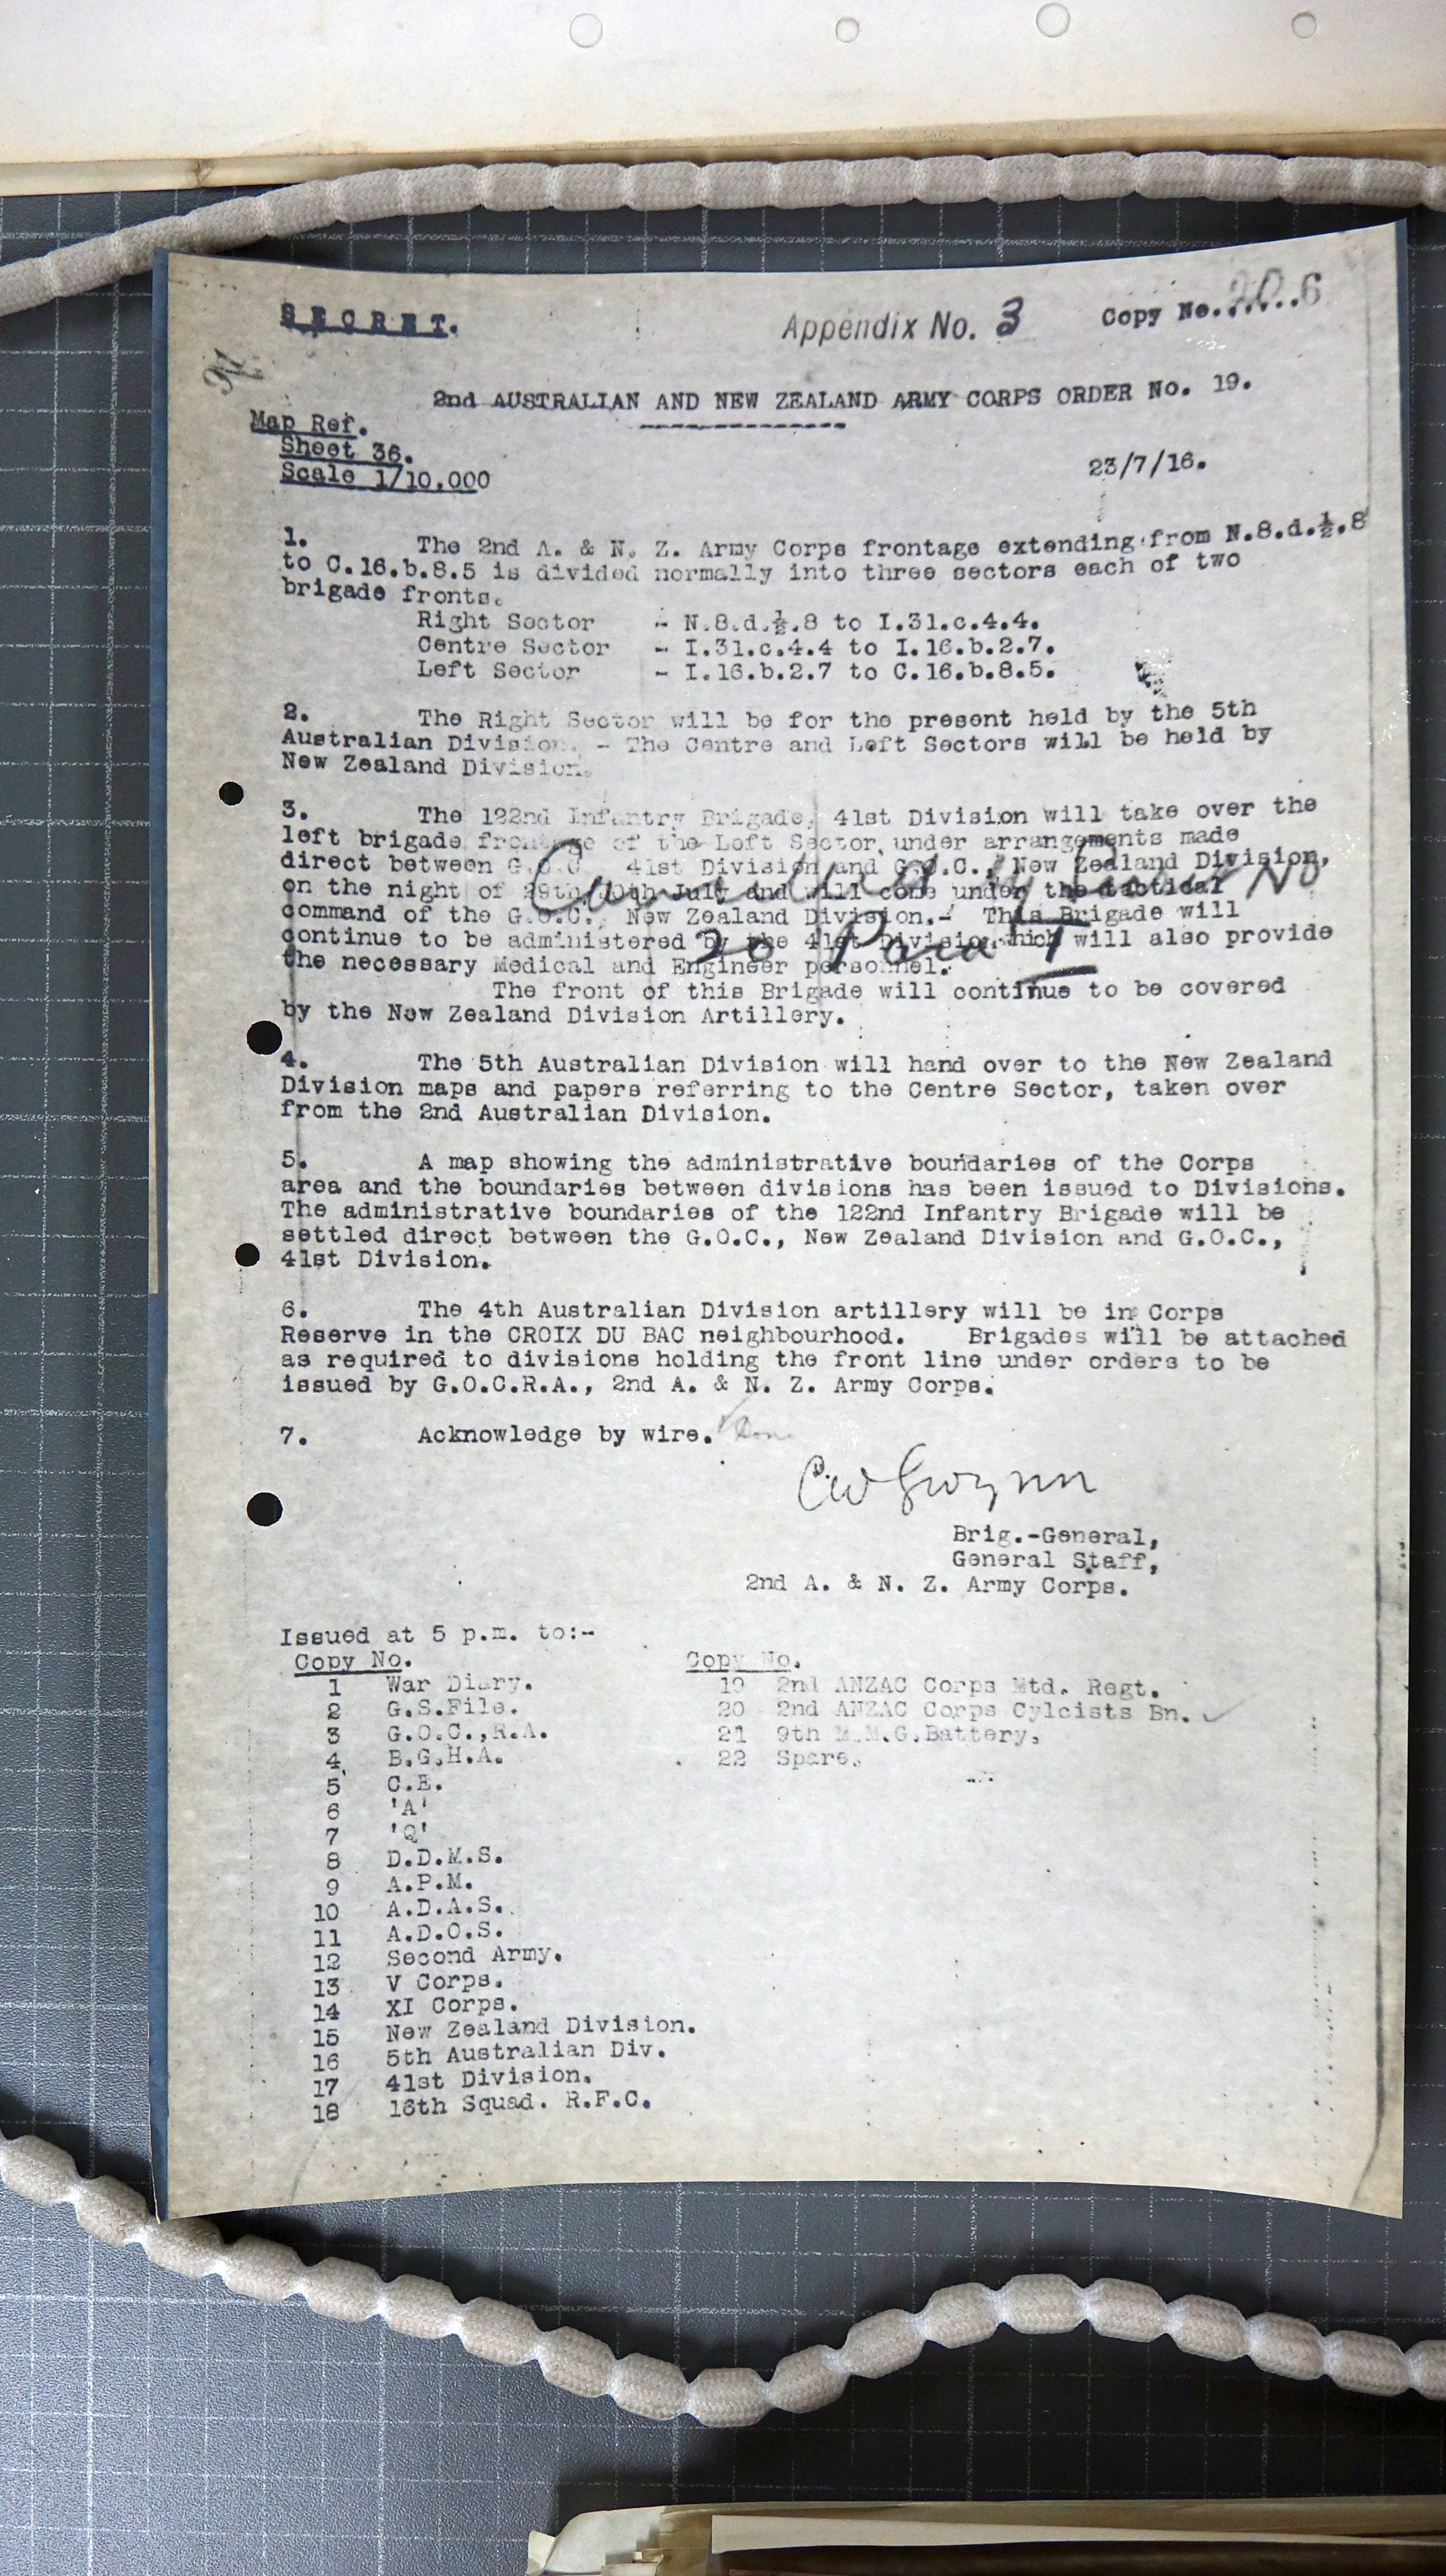 SECRET.
Appendix No. 3
Copy No.
2nd AUSTRALIAN AND NEW ZEALAND ARMY CORPS ORDER No. 19.
Map Ref.
Sheet 36.
Scale 1/10,000
23/7/16.
1. The 2nd A. & N. Z. Army Corps frontage extending from N.8.d.½.8
to C.16.b.8.5 is divided normally into three sectors each of two
brigade fronts.
Right Sector - N.8.d.½.8 to I.31.c.4.4.
Centre Sector - I.31.c.4.4 to I.16.b.2.7.
Left Sector - I.16.b.2.7 to C.16.b.8.5.
2. The Right Sector will be for the present held by the 5th
Australian Division. - The Centre and Left Sectors will be held by
New Zealand Division.
3. The 122nd Infantry Brigade, 41st Division will take over the
left brigade frontage of the Left Sector, under arrangements made
direct between G.O.C. 41st Division and G.O.C., New Zealand Division,
on the night of 29th/30th July and will come under the tactical
command of the G.O.C., New Zealand Division.- This Brigade will
continue to be administered by the 41st Division which will also provide
the necessary Medical and Engineer personnel.
Cancelled by No
20 Para 1
The front of this Brigade will continue to be covered
by the New Zealand Division Artillery.
4. The 5th Australian Division will hand over to the New Zealand
Division maps and papers referring to the Centre Sector, taken over
from the 2nd Australian Division.
5. A map showing the administrative boundaries of the Corps
area and the boundaries between divisions has been issued to Divisions.
The administrative boundaries of the 122nd Infantry Brigade will be
settled direct between the G.O.C., New Zealand Division and G.O.C.,
41st Division.
6. The 4th Australian Division artillery will be in Corps
Reserve in the CROIX DU BAC neighbourhood. Brigades will be attached
as required to divisions holding the front line under orders to be
issued by G.O.C.R.A., 2nd A. & N. Z. Army Corps.
7. Acknowledge by wire.
CW Gwynn
Brig.-General,
General Staff,
2nd A. & N. Z. Army Corps.
Issued at 5 p.m. to:-
Copy No. Copy No.
1 War Diary. 19 2nd ANZAC Corps Mtd. Regt.
2 G.S.File. 20 2nd ANZAC Corps Cylcists Bn.
3 G.O.C.,R.A. 21 9th M.M.G.Battery.
4 B.G.H.A. 22 Spare.
5 C.E.
6 'A'
7 'Q'
8 D.D.M.S.
9 A.P.M.
10 A.D.A.S.
11 A.D.O.S.
12 Second Army.
13 V Corps.
14 XI Corps.
15 New Zealand Division.
16 5th Australian Div.
17 41st Division.
18 16th Squad. R.F.C.